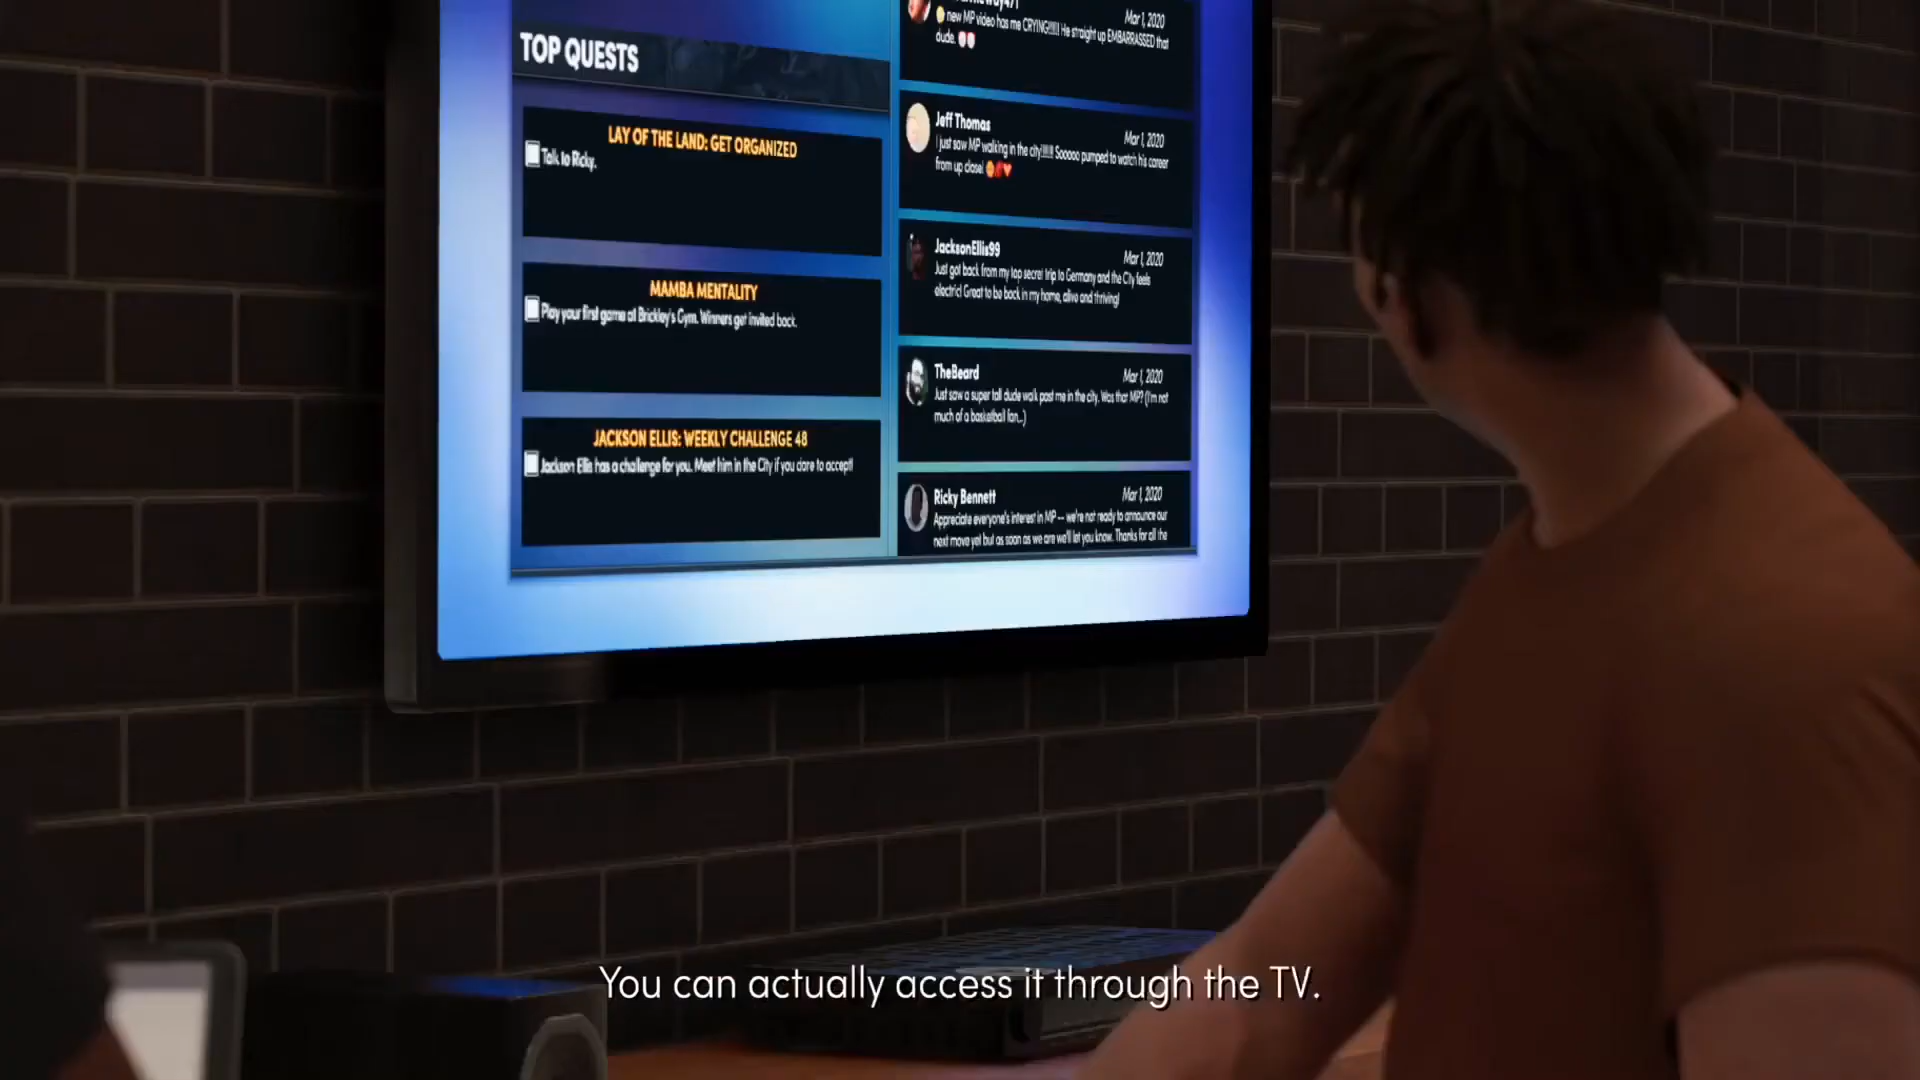 TOP QUESTS
LAY OF THE LAND: GET ORGANIZED
Talk to Ricky.
MAMBA MENTALITY
Play your first game at Brickley's Gym. Winners get invited back.
JACKSON ELLIS: WEEKLY CHALLENGE 48
Jackson Ellis has a challenge for you. Meet him in the City if you dare to accept!
Mar 1, 2020
new MP video has me CRYING!!!!! He straight up EMBARRASSED that
dude.
Jeff Thomas
Mar 1, 2020
I just saw MP walking in the city!!!!!! Sooooo pumped to watch his career
from up close!
JacksonEllis99
Mar 1, 2020
Just got back from my top secret trip to Germany and the City feels
electric! Great to be back in my home, alive and thriving!
TheBeard
Mar 1, 2020
Just saw a super tall dude walk past me in the city. Was that MP? (I'm not
much of a basketball fan...)
Ricky Bennett
Mar 1, 2020
Appreciate everyone's interest in MP -- we're not ready to announce our
next move yet but as soon as we are we'll let you know. Thanks for all the
You can actually access it through the TV.